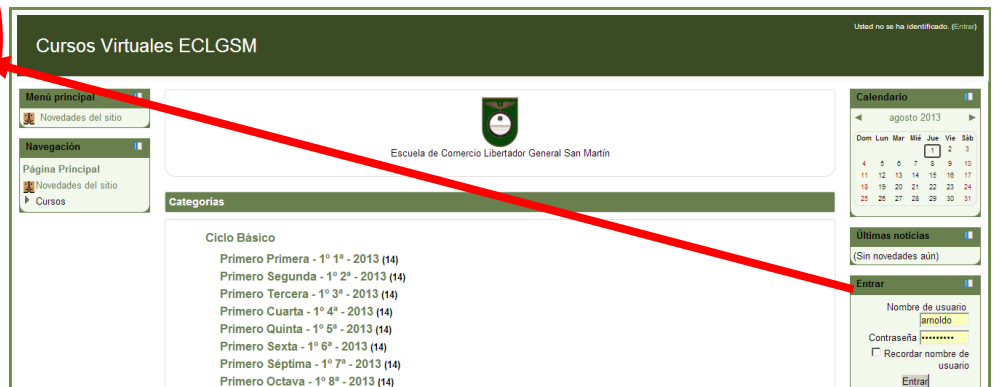 Usted no se ha identificado. (Entrar)
Cursos Virtuales ECLGSM
Menú principal
Novedades del sitio
Navegación
Página Principal
Novedades del sitio
Cursos
Escuela de Comercio Libertador General San Martín
Categorías
Ciclo Básico
Primero Primera - 1º 1ª - 2013 (14)
Primero Segunda - 1º 2ª - 2013 (14)
Primero Tercera - 1º 3ª - 2013 (14)
Primero Cuarta - 1º 4ª - 2013 (14)
Primero Quinta - 1º 5ª - 2013 (14)
Primero Sexta - 1º 6ª - 2013 (14)
Primero Séptima - 1º 7ª - 2013 (14)
Primero Octava - 1º 8ª - 2013 (14)
Calendario
agosto 2013
Dom Lun Mar Mié Jue Vie Sáb
1 2 3
4 5 6 7 8 9 10
11 12 13 14 15 16 17
18 19 20 21 22 23 24
25 26 27 28 29 30 31
Últimas noticias
(Sin novedades aún)
Entrar
Nombre de usuario
arnoldo
Contraseña •••••••••
Recordar nombre de
usuario
Entrar